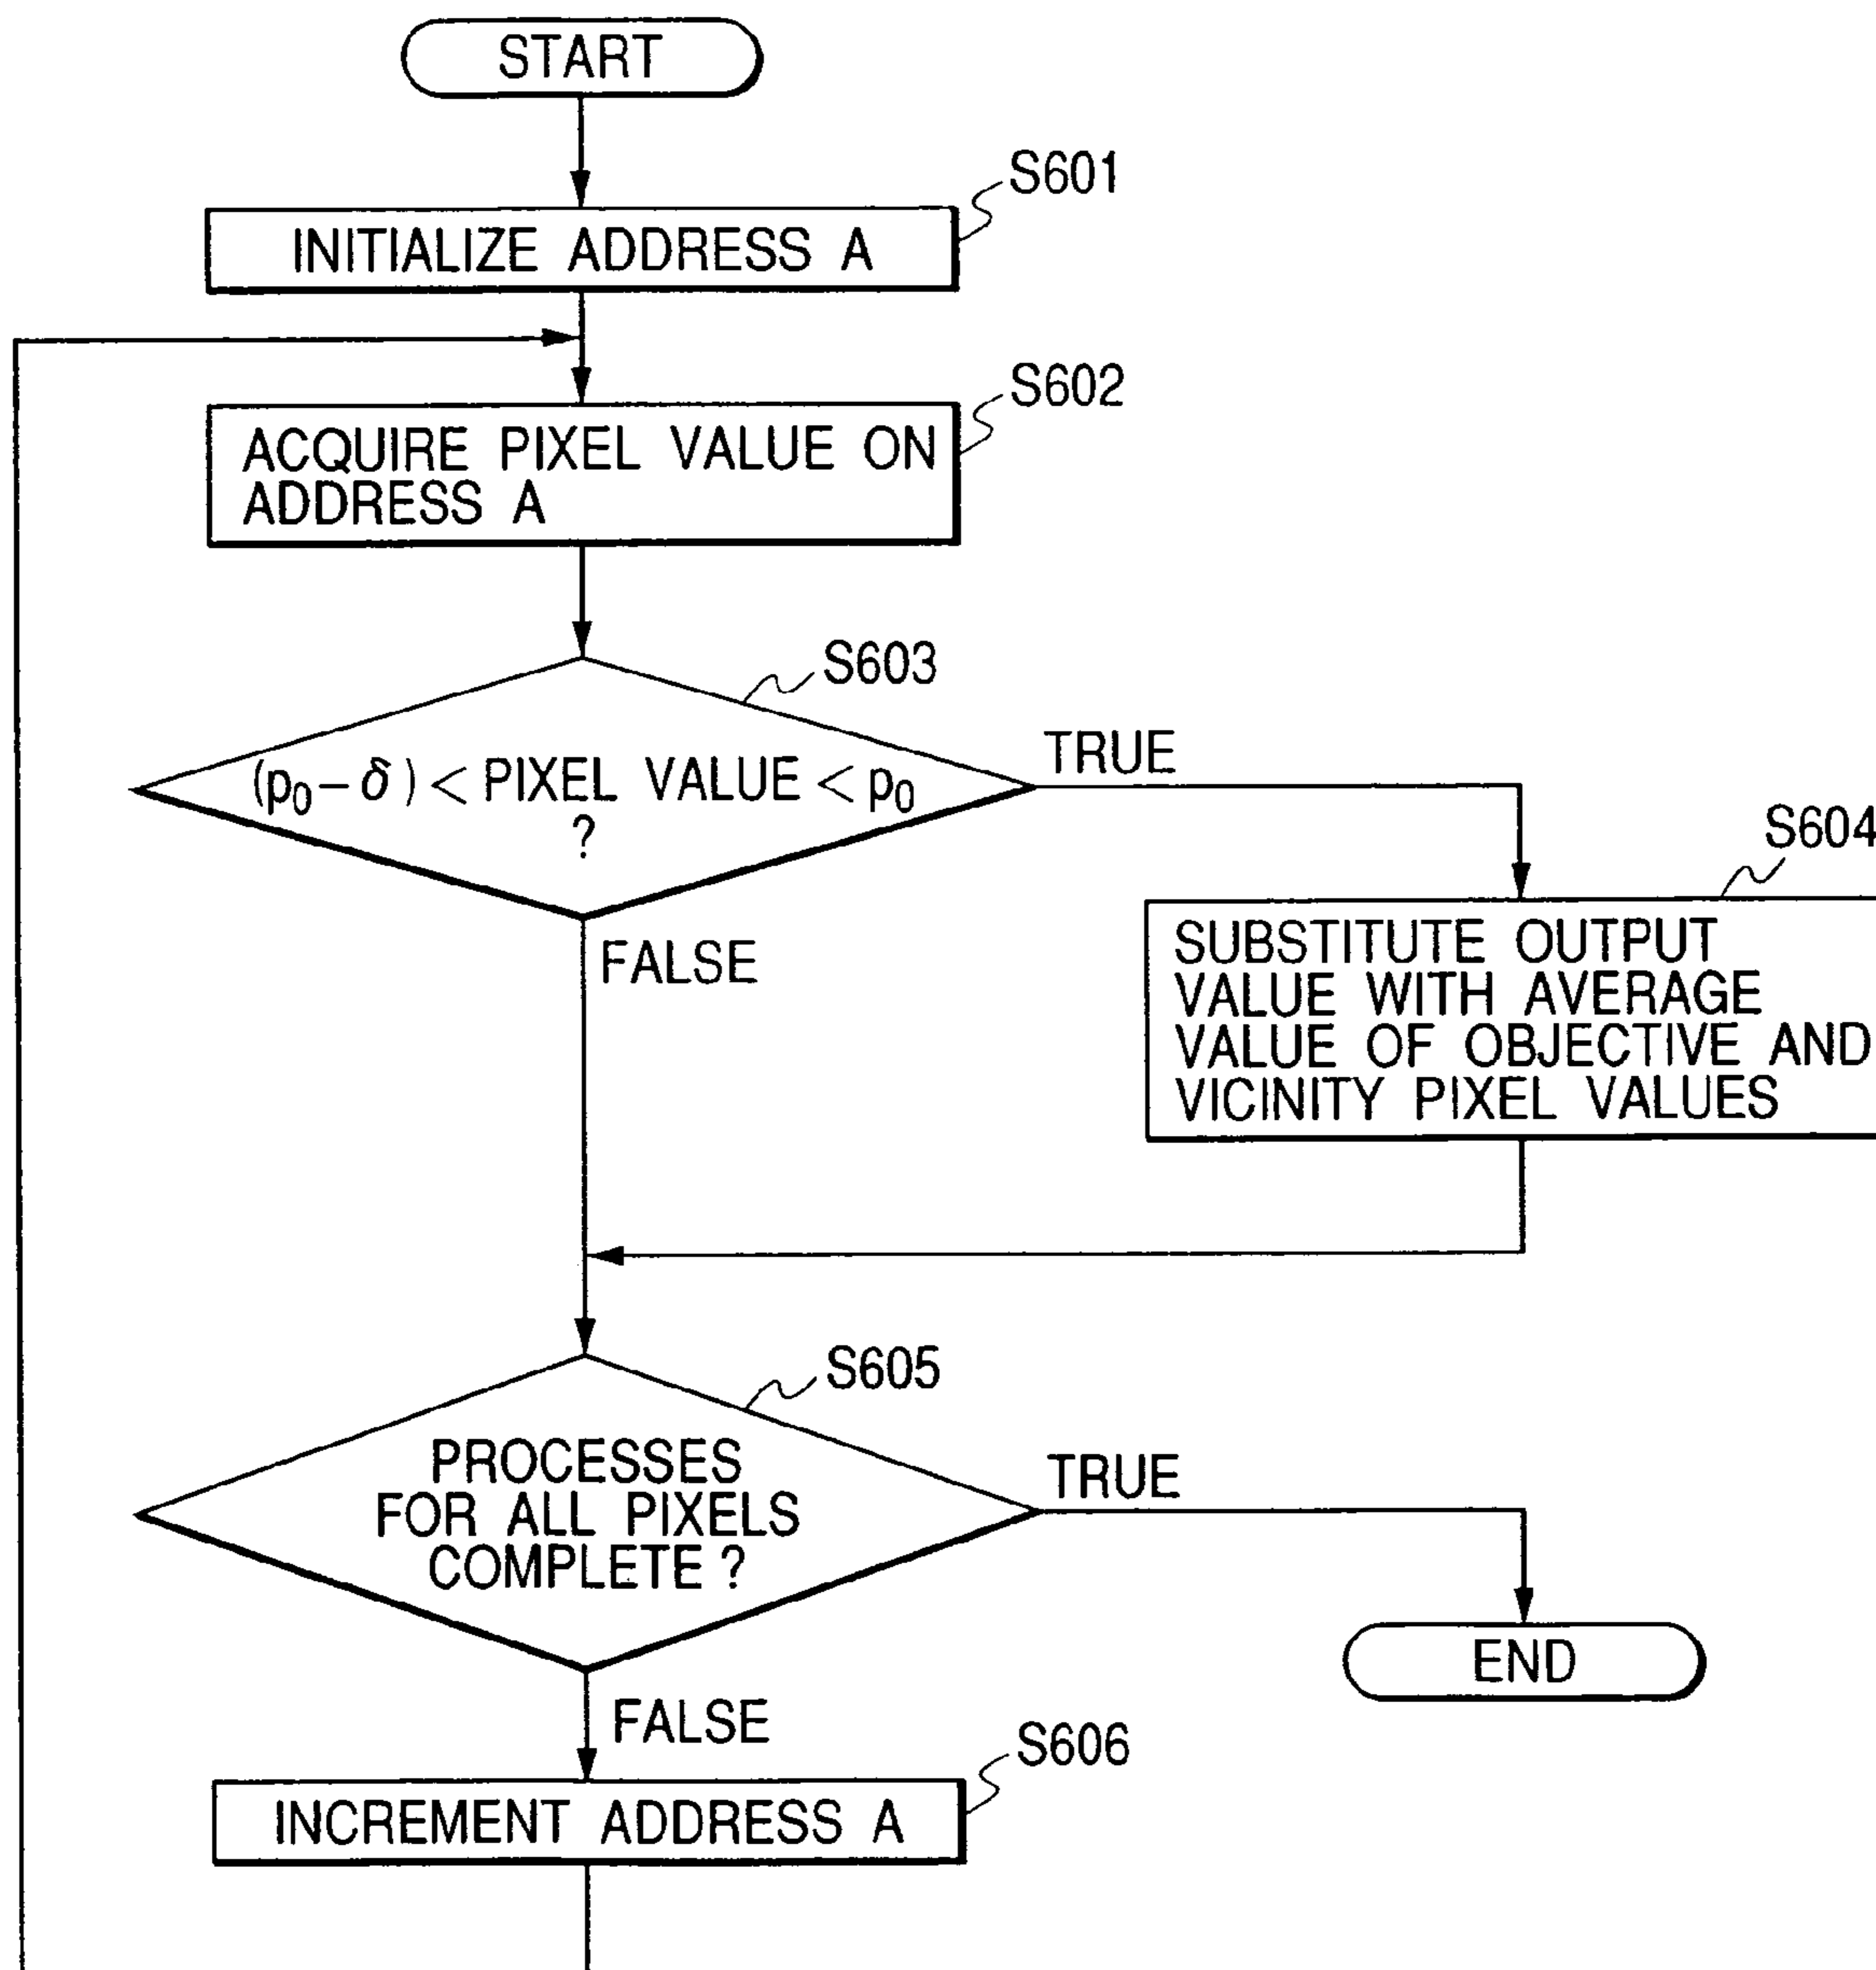 START
S601
INITIALIZE ADDRESS A
S602
ACQUIRE PIXEL VALUE ON
ADDRESS A
S603
(p₀ − δ) < PIXEL VALUE < p₀
?
TRUE
S604
SUBSTITUTE OUTPUT
VALUE WITH AVERAGE
VALUE OF OBJECTIVE AND
VICINITY PIXEL VALUES
FALSE
S605
PROCESSES
FOR ALL PIXELS
COMPLETE ?
TRUE
END
FALSE
S606
INCREMENT ADDRESS A